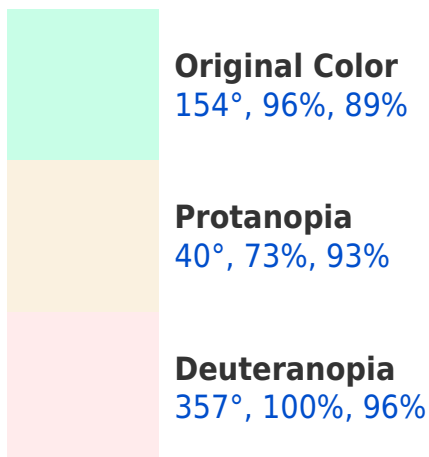 Original Color
154°, 96%, 89%
Protanopia
40°, 73%, 93%
Deuteranopia
357°, 100%, 96%